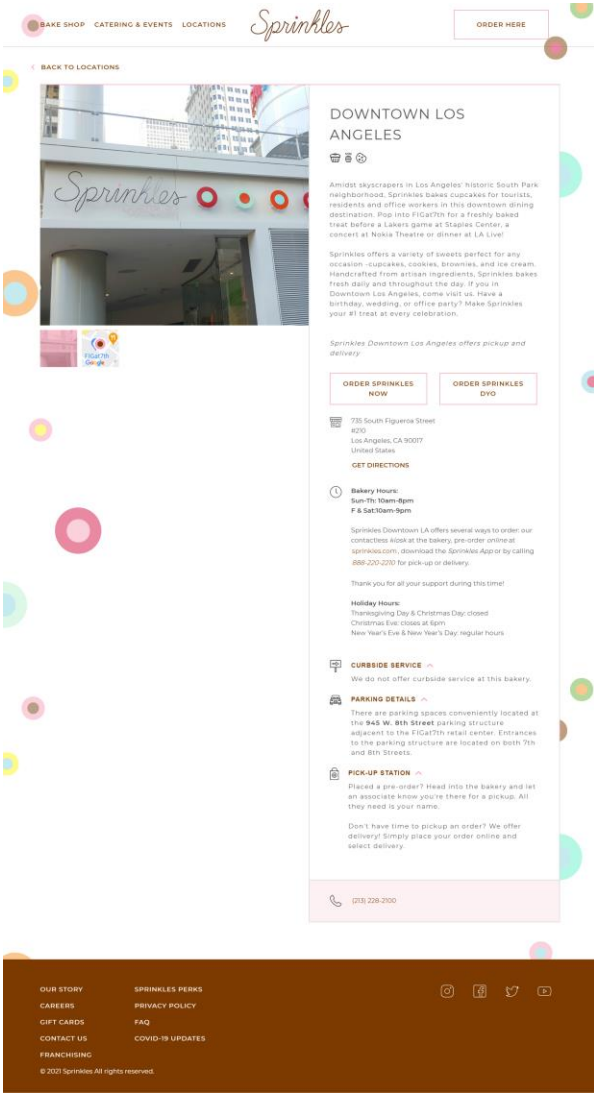 BAKE SHOP CATERING & EVENTS LOCATIONS
Sprinkles
ORDER HERE
BACK TO LOCATIONS
Sprinkles
FIGat7th
Google
DOWNTOWN LOS
ANGELES
Amidst skyscrapers in Los Angeles' historic South Park
neighborhood, Sprinkles bakes cupcakes for tourists,
residents and office workers in this downtown dining
destination. Pop into FIGat7th for a freshly baked
treat before a Lakers game at Staples Center, a
concert at Nokia Theatre or dinner at LA Live!
Sprinkles offers a variety of sweets perfect for any
occasion -cupcakes, cookies, brownies, and ice cream.
Handcrafted from artisan ingredients, Sprinkles bakes
fresh daily and throughout the day. If you in
Downtown Los Angeles, come visit us. Have a
birthday, wedding, or office party? Make Sprinkles
your #1 treat at every celebration.
Sprinkles Downtown Los Angeles offers pickup and
delivery
ORDER SPRINKLES
NOW
ORDER SPRINKLES
DYO
735 South Figueroa Street
#210
Los Angeles, CA 90017
United States
GET DIRECTIONS
Bakery Hours:
Sun-Th: 10am-8pm
F & Sat:10am-9pm
Sprinkles Downtown LA offers several ways to order: our
contactless kiosk at the bakery, pre-order online at
sprinkles.com, download the Sprinkles App or by calling
888-220-2210 for pick-up or delivery.
Thank you for all your support during this time!
Holiday Hours:
Thanksgiving Day & Christmas Day: closed
Christmas Eve: closes at 6pm
New Year's Eve & New Year's Day: regular hours
CURBSIDE SERVICE
We do not offer curbside service at this bakery.
PARKING DETAILS
There are parking spaces conveniently located at
the 945 W. 8th Street parking structure
adjacent to the FIGat7th retail center. Entrances
to the parking structure are located on both 7th
and 8th Streets.
PICK-UP STATION
Placed a pre-order? Head into the bakery and let
an associate know you're there for a pickup. All
they need is your name.
Don't have time to pickup an order? We offer
delivery! Simply place your order online and
select delivery.
(213) 228-2100
OUR STORY
CAREERS
GIFT CARDS
CONTACT US
FRANCHISING
SPRINKLES PERKS
PRIVACY POLICY
FAQ
COVID-19 UPDATES
© 2021 Sprinkles All rights reserved.